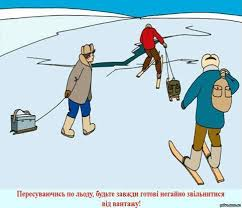 Пересуваючись по льоду, будьте завжди готові негайно звільнитися
від вантажу!